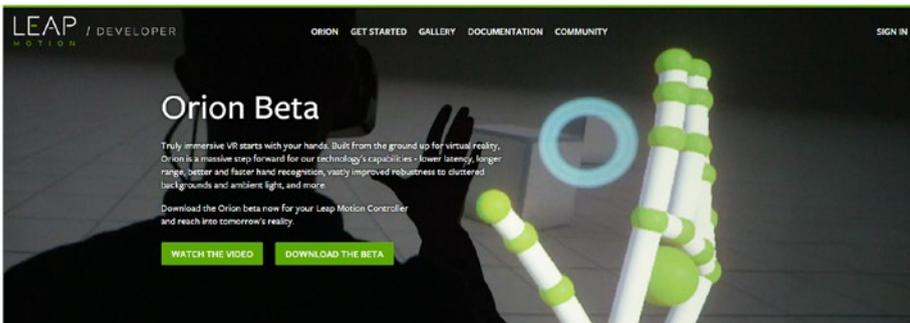 LEAP MOTION / DEVELOPER
ORION GET STARTED GALLERY DOCUMENTATION COMMUNITY SIGN IN
Orion Beta
Truly immersive VR starts with your hands. Built from the ground up for virtual reality,
Orion is a massive step forward for our technology's capabilities - lower latency, longer
range, better and faster hand recognition, vastly improved robustness to cluttered
backgrounds and ambient light, and more.
Download the Orion beta now for your Leap Motion Controller
and reach into tomorrow's reality.
WATCH THE VIDEO DOWNLOAD THE BETA